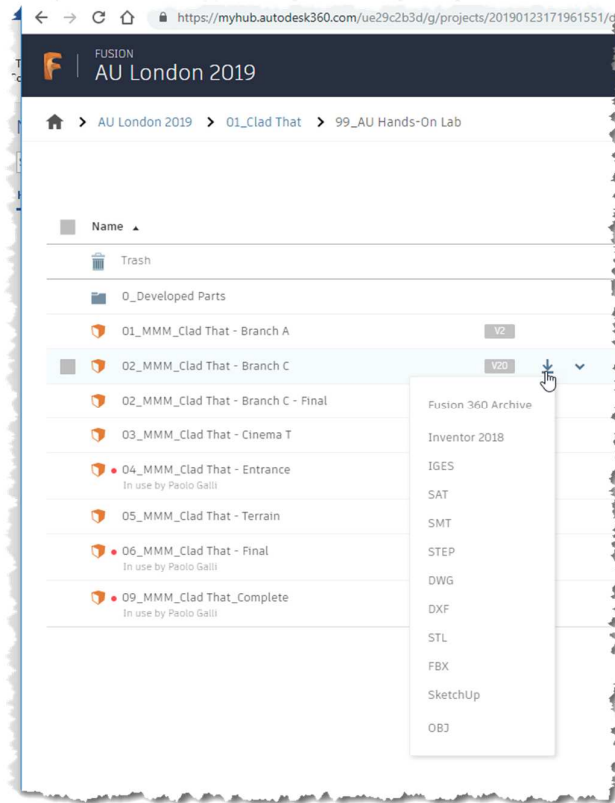 https://myhub.autodesk360.com/ue29c2b3d/g/projects/20190123171961551/
FUSION
AU London 2019
AU London 2019 > 01_Clad That > 99_AU Hands-On Lab
Name
Trash
0_Developed Parts
01_MMM_Clad That - Branch A V2
02_MMM_Clad That - Branch C V20
02_MMM_Clad That - Branch C - Final
03_MMM_Clad That - Cinema T
04_MMM_Clad That - Entrance
In use by Paolo Galli
05_MMM_Clad That - Terrain
06_MMM_Clad That - Final
In use by Paolo Galli
09_MMM_Clad That_Complete
In use by Paolo Galli
Fusion 360 Archive
Inventor 2018
IGES
SAT
SMT
STEP
DWG
DXF
STL
FBX
SketchUp
OBJ